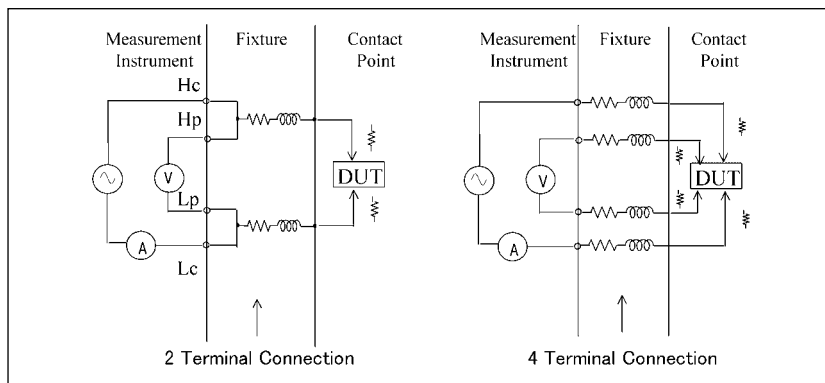 Measurement Instrument
Fixture
Contact Point
Hc
Hp
V
Lp
A
Lc
DUT
2 Terminal Connection
Measurement Instrument
Fixture
Contact Point
V
A
DUT
4 Terminal Connection